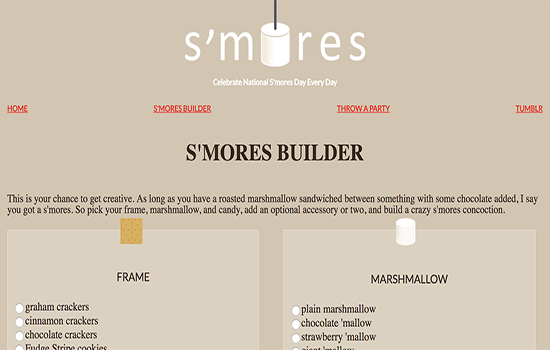 s'mores
Celebrate National S'mores Day Every Day
HOME S'MORES BUILDER THROW A PARTY TUMBLR
S'MORES BUILDER
This is your chance to get creative. As long as you have a roasted marshmallow sandwiched between something with some chocolate added, I say
you got a s'mores. So pick your frame, marshmallow, and candy, add an optional accessory or two, and build a crazy s'mores concoction.
FRAME
graham crackers
cinnamon crackers
chocolate crackers
Fudge Stripe cookies
MARSHMALLOW
plain marshmallow
chocolate 'mallow
strawberry 'mallow
giant 'mallow